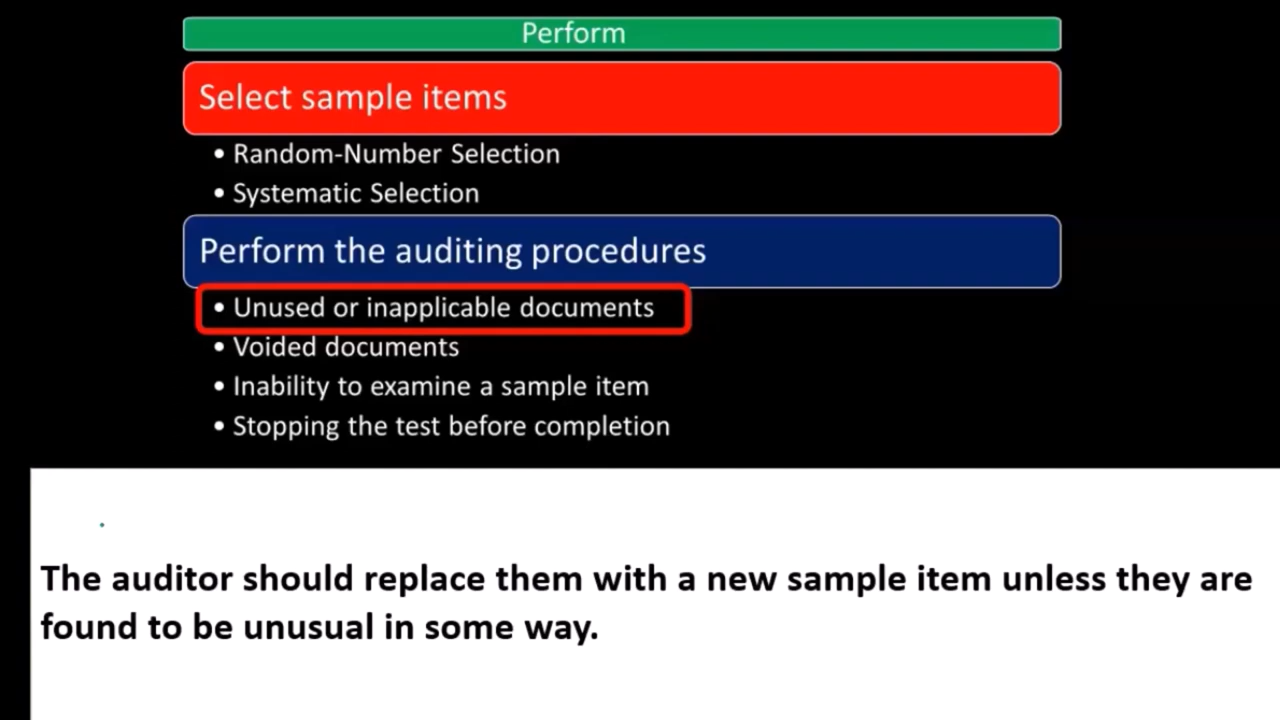 Perform
Select sample items
• Random-Number Selection
• Systematic Selection
Perform the auditing procedures
• Unused or inapplicable documents
• Voided documents
• Inability to examine a sample item
• Stopping the test before completion
The auditor should replace them with a new sample item unless they are
found to be unusual in some way.